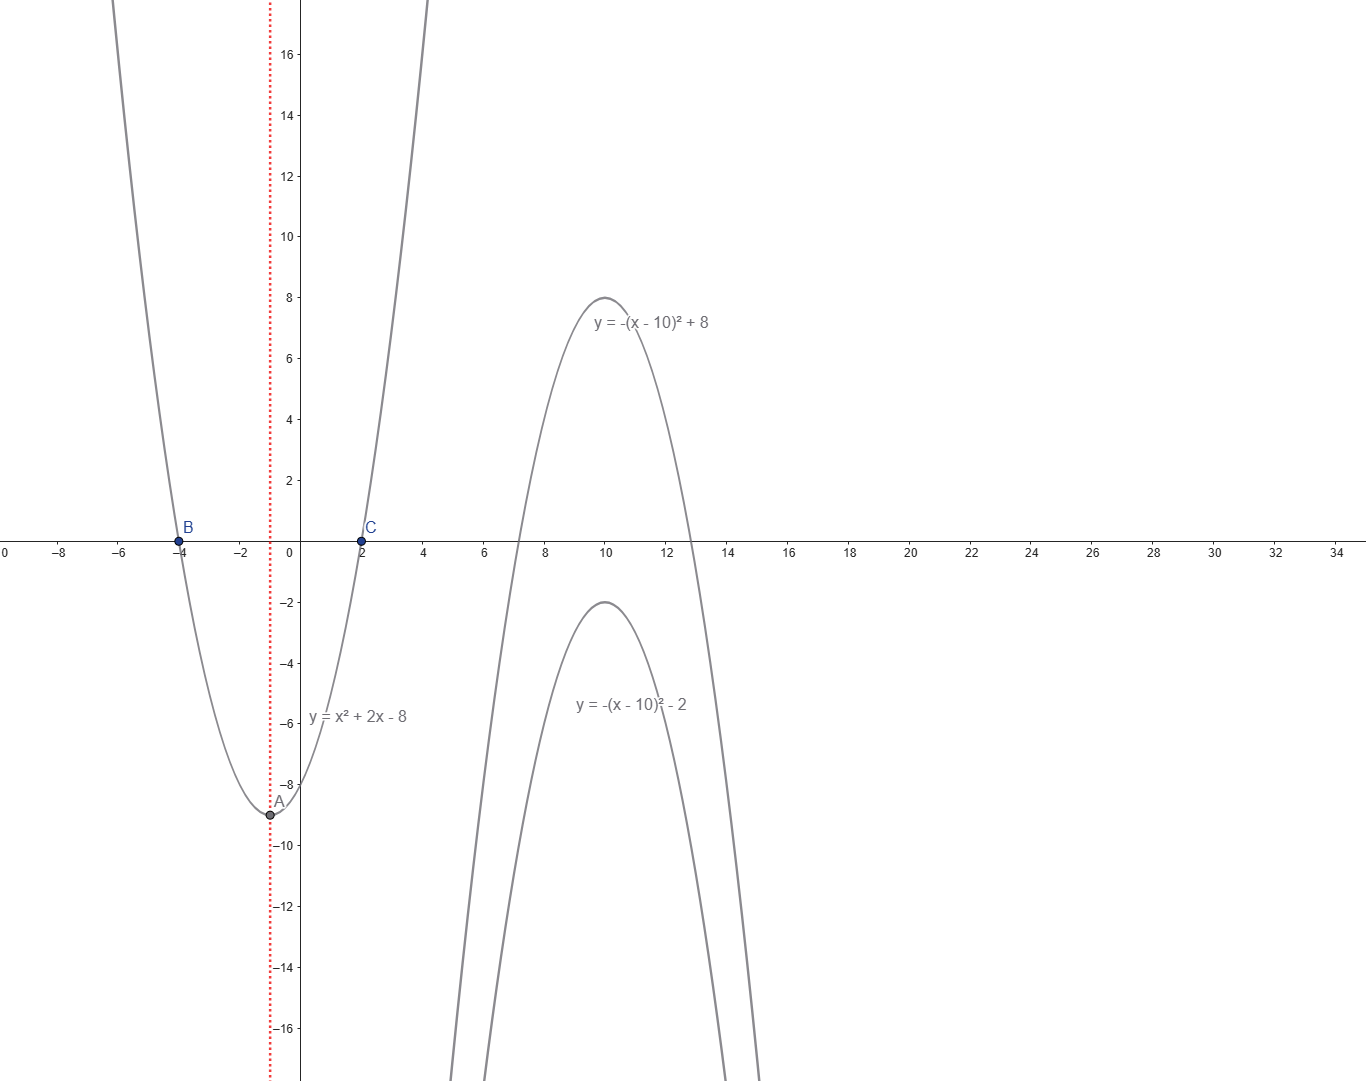 16
14
12
10
8
y = -(x - 10)² + 8
6
4
2
B
C
0 –8 –6 –4 –2 0 2 4 6 8 10 12 14 16 18 20 22 24 26 28 30 32 34
–2
–4
y = -(x - 10)² - 2
y = x² + 2x - 8
–6
–8
A
–10
–12
–14
–16